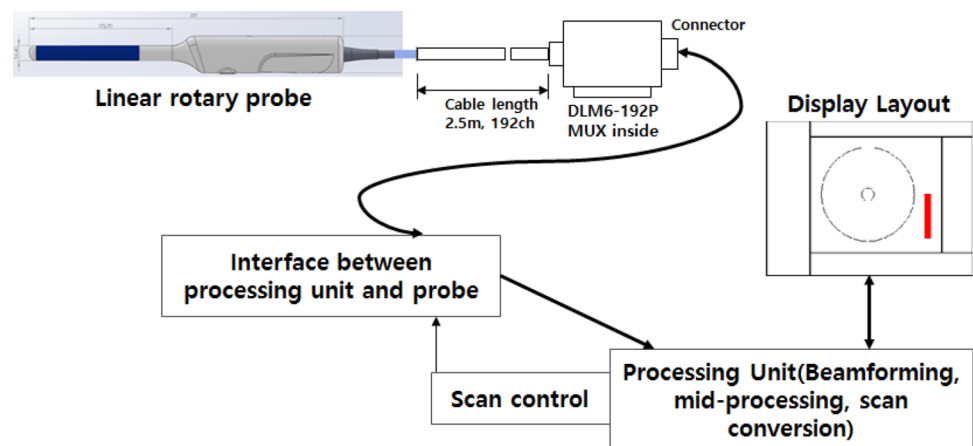 Linear rotary probe
Cable length
2.5m, 192ch
Connector
DLM6-192P
MUX inside
Display Layout
Interface between
processing unit and probe
Scan control
Processing Unit(Beamforming,
mid-processing, scan
conversion)